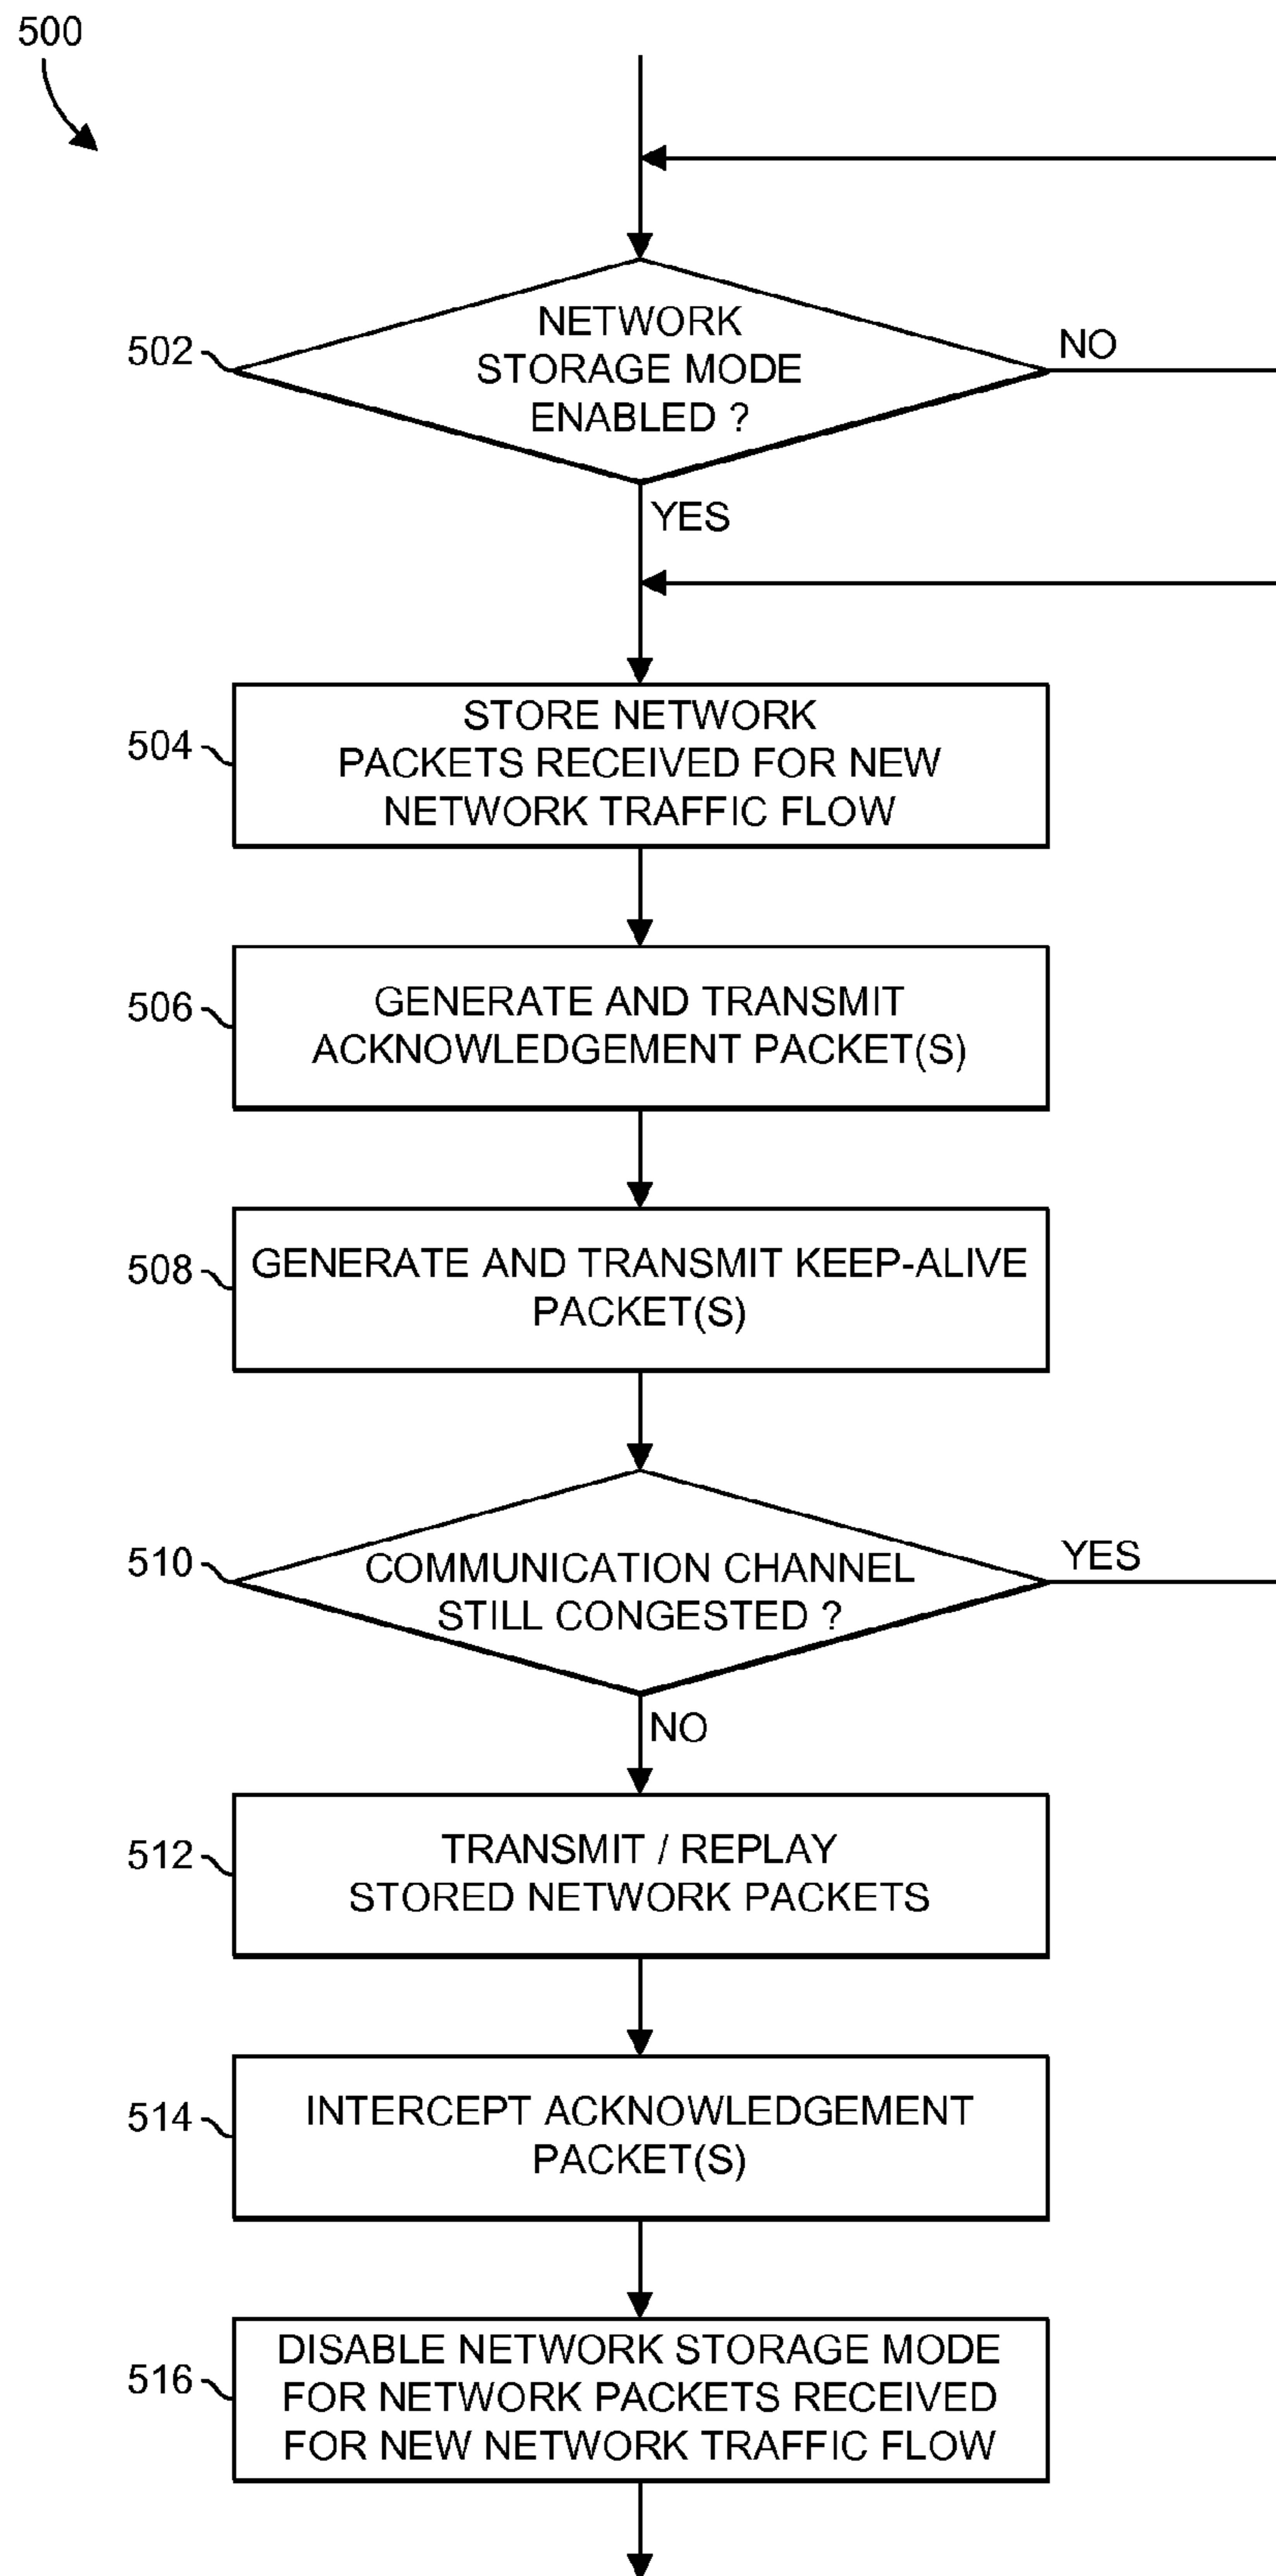 500
502
NETWORK
STORAGE MODE
ENABLED ?
NO
YES
504
STORE NETWORK
PACKETS RECEIVED FOR NEW
NETWORK TRAFFIC FLOW
506
GENERATE AND TRANSMIT
ACKNOWLEDGEMENT PACKET(S)
508
GENERATE AND TRANSMIT KEEP-ALIVE
PACKET(S)
510
COMMUNICATION CHANNEL
STILL CONGESTED ?
YES
NO
512
TRANSMIT / REPLAY
STORED NETWORK PACKETS
514
INTERCEPT ACKNOWLEDGEMENT
PACKET(S)
516
DISABLE NETWORK STORAGE MODE
FOR NETWORK PACKETS RECEIVED
FOR NEW NETWORK TRAFFIC FLOW